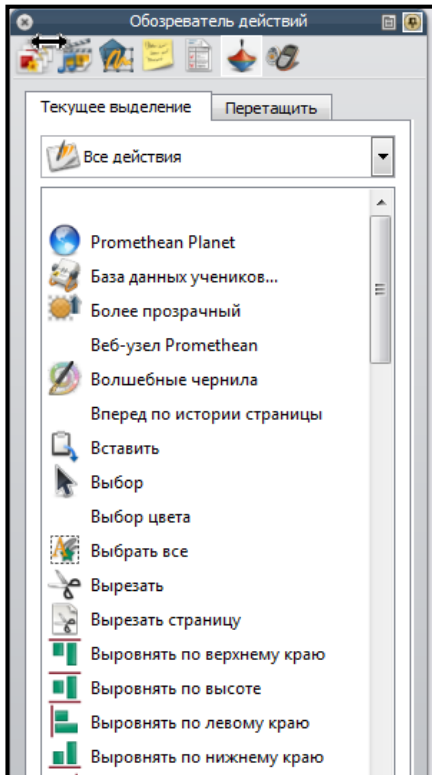 Обозреватель действий
Текущее выделение
Перетащить
Все действия
Promethean Planet
База данных учеников...
Более прозрачный
Веб-узел Promethean
Волшебные чернила
Вперед по истории страницы
Вставить
Выбор
Выбор цвета
Выбрать все
Вырезать
Вырезать страницу
Выровнять по верхнему краю
Выровнять по высоте
Выровнять по левому краю
Выровнять по нижнему краю